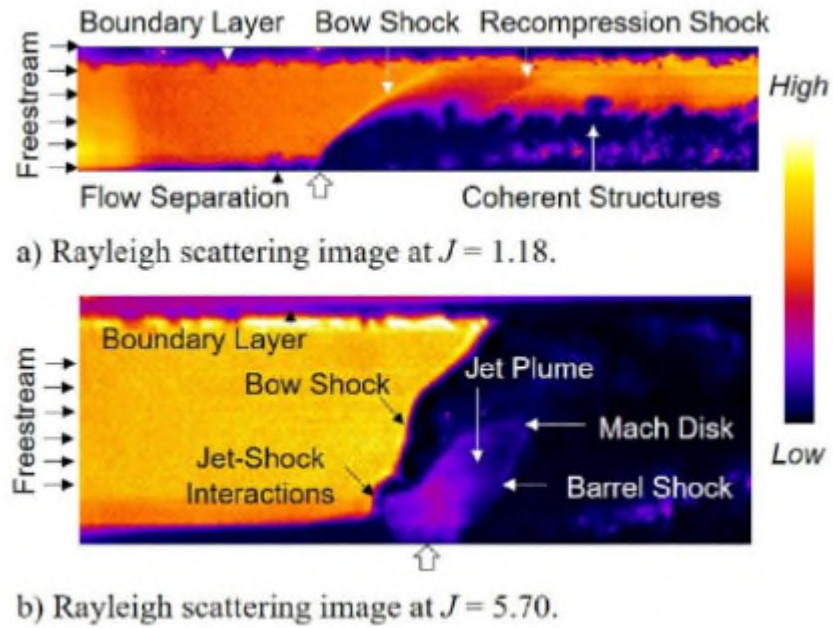 Boundary Layer Bow Shock Recompression Shock
High
Freestream
Flow Separation
Coherent Structures
a) Rayleigh scattering image at J = 1.18.
Boundary Layer
Freestream
Bow Shock
Jet Plume
Mach Disk
Low
Jet-Shock
Interactions
Barrel Shock
b) Rayleigh scattering image at J = 5.70.